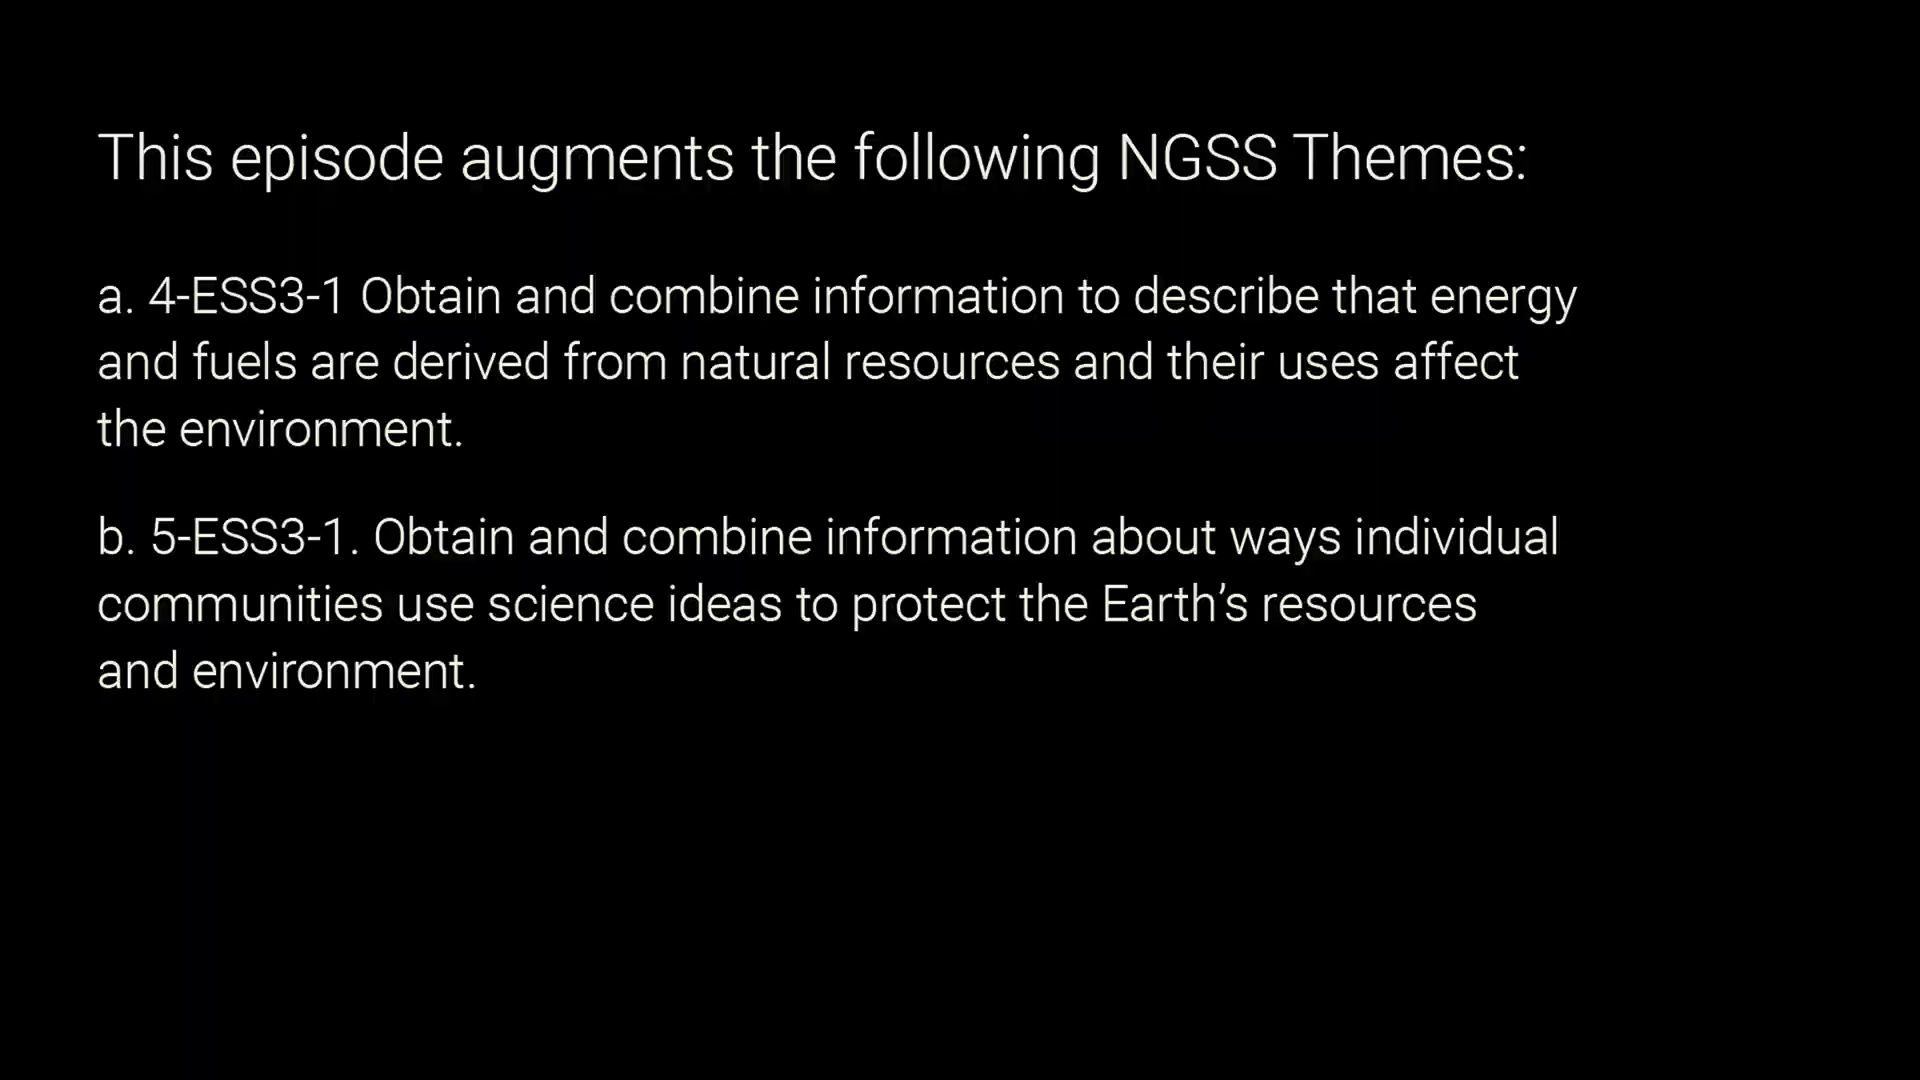 This episode augments the following NGSS Themes:
a. 4-ESS3-1 Obtain and combine information to describe that energy
and fuels are derived from natural resources and their uses affect
the environment.
b. 5-ESS3-1. Obtain and combine information about ways individual
communities use science ideas to protect the Earth’s resources
and environment.